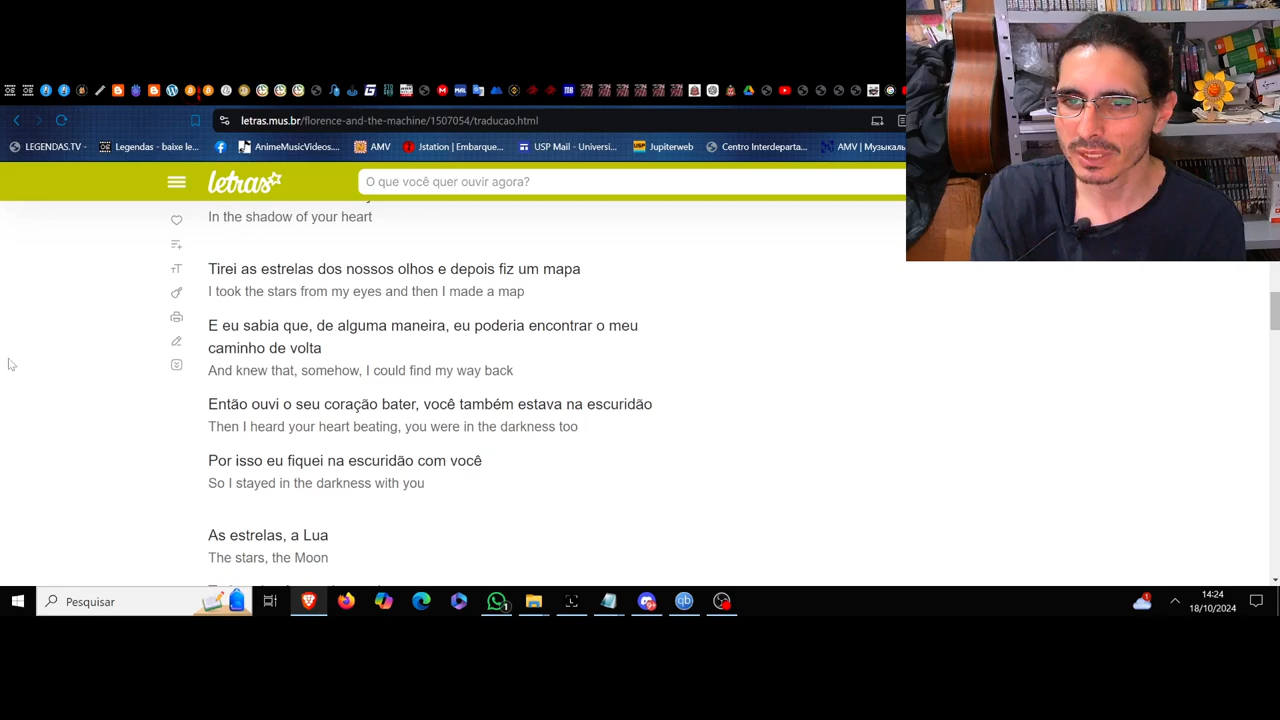 letras.mus.br/florence-and-the-machine/1507054/traducao.html
LEGENDAS.TV
Legendas - baixe le...
AnimeMusicVideos...
AMV
Jstation | Embarque...
USP Mail - Universi...
Jupiterweb
Centro Interdeparta...
AMV | Музыкаль
letras
O que você quer ouvir agora?
In the shadow of your heart
Tirei as estrelas dos nossos olhos e depois fiz um mapa
I took the stars from my eyes and then I made a map
E eu sabia que, de alguma maneira, eu poderia encontrar o meu
caminho de volta
And knew that, somehow, I could find my way back
Então ouvi o seu coração bater, você também estava na escuridão
Then I heard your heart beating, you were in the darkness too
Por isso eu fiquei na escuridão com você
So I stayed in the darkness with you
As estrelas, a Lua
The stars, the Moon
Pesquisar
14:24
18/10/2024